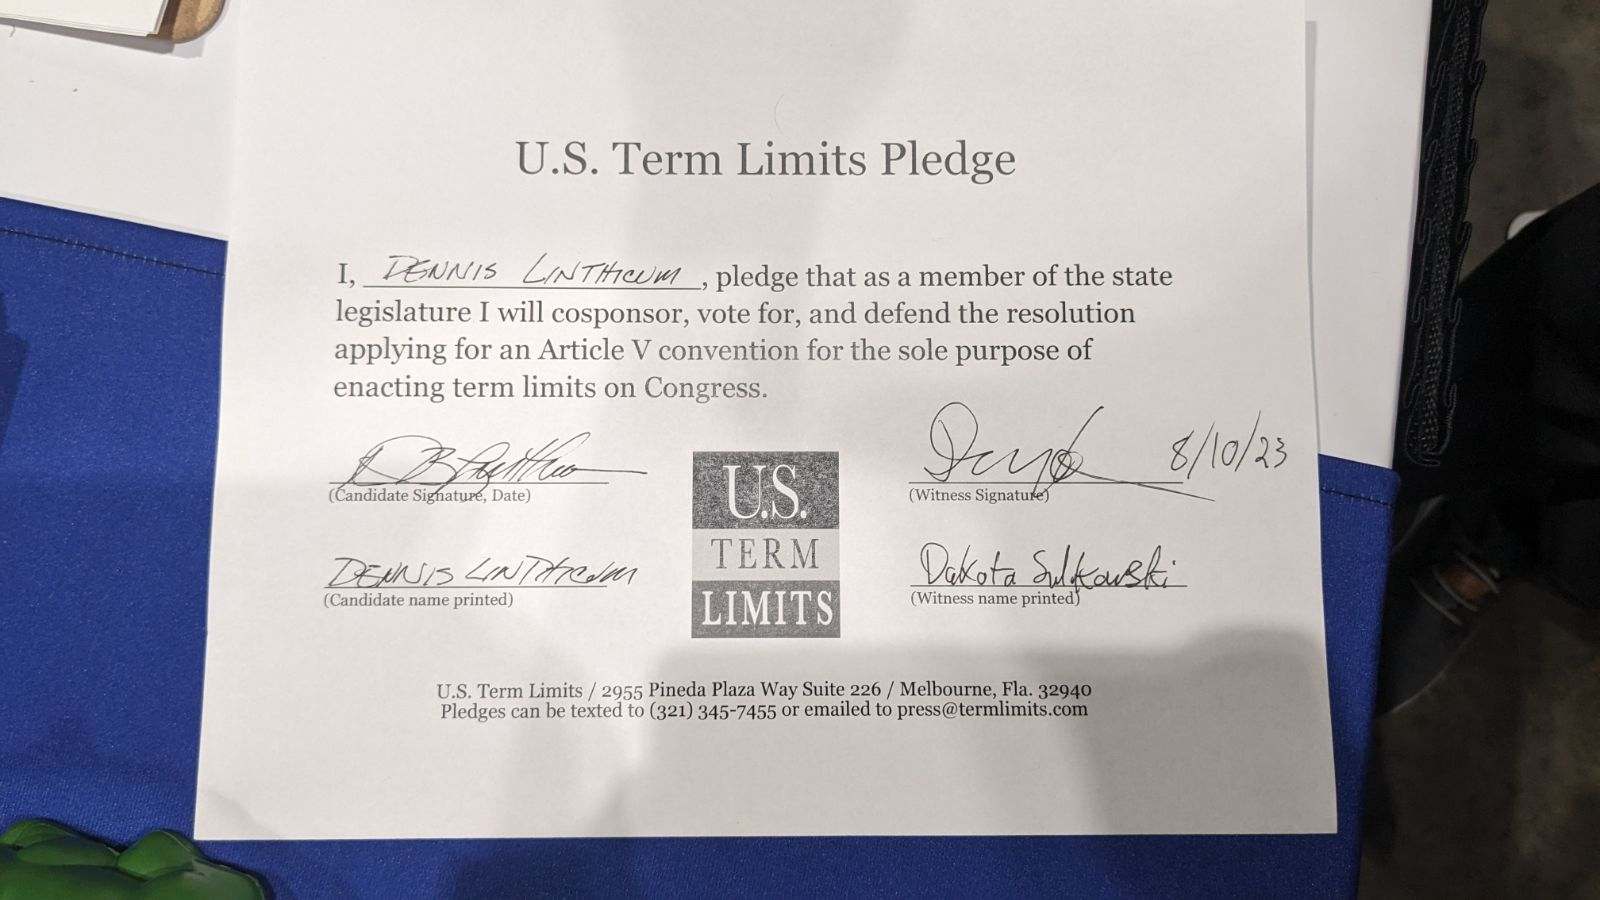 U.S. Term Limits Pledge
I, DENNIS LINTHICUM, pledge that as a member of the state
legislature I will cosponsor, vote for, and defend the resolution
applying for an Article V convention for the sole purpose of
enacting term limits on Congress.
8/10/23
(Candidate Signature, Date)
(Witness Signature)
DENNIS LINTHICUM
(Candidate name printed)
U.S.
TERM
LIMITS
Dakota Sulkowski
(Witness name printed)
U.S. Term Limits / 2955 Pineda Plaza Way Suite 226 / Melbourne, Fla. 32940
Pledges can be texted to (321) 345-7455 or emailed to press@termlimits.com